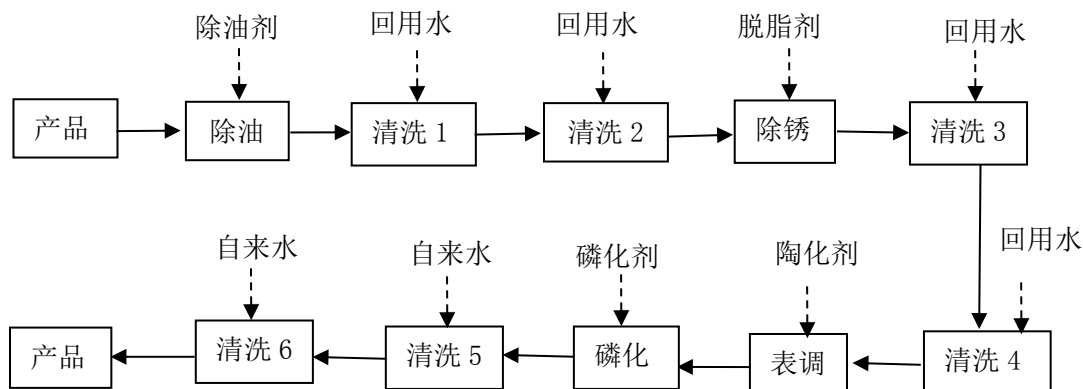 除油剂 回用水 回用水 脱脂剂 回用水
产品 除油 清洗1 清洗2 除锈 清洗3
自来水 自来水 磷化剂 陶化剂 回用水
产品 清洗6 清洗5 磷化 表调 清洗4